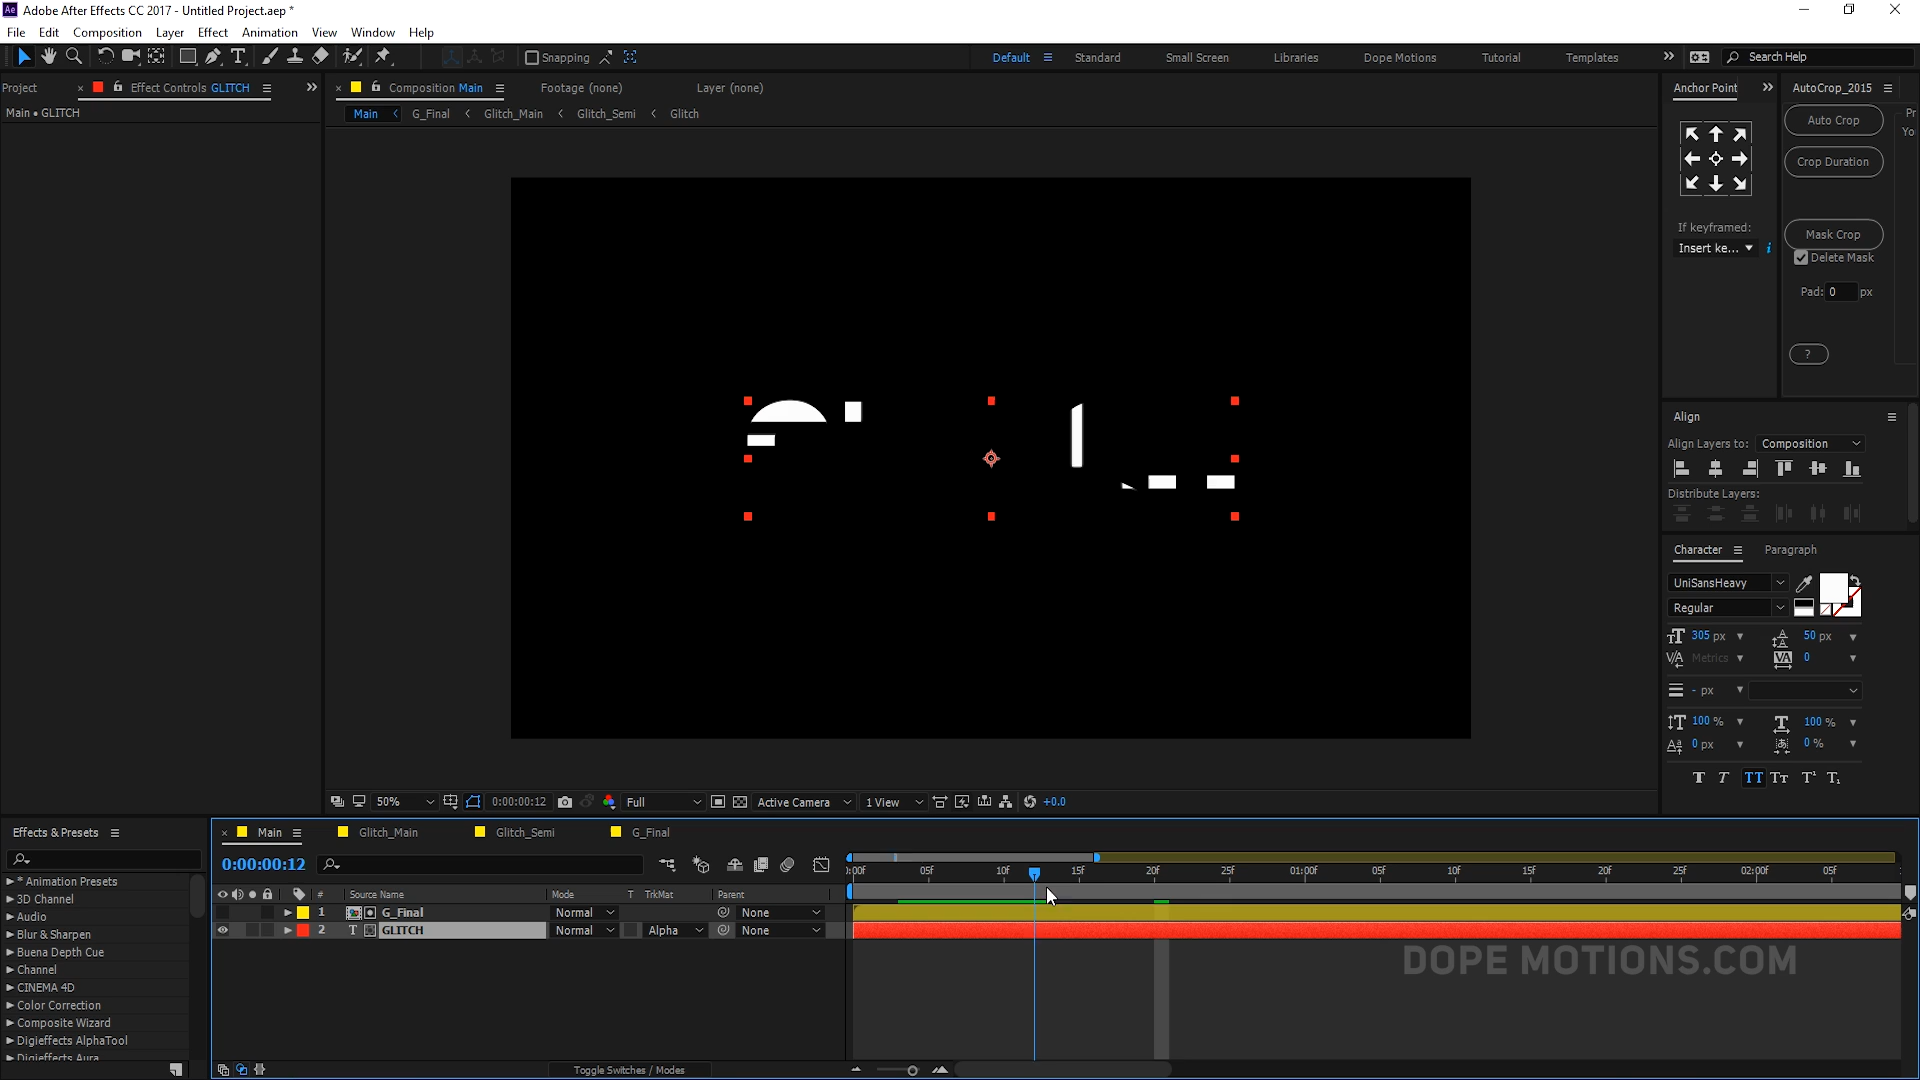 Ae Adobe After Effects CC 2017 - Untitled Project.aep *
File Edit Composition Layer Effect Animation View Window Help
Snapping Default Standard Small Screen Libraries Dope Motions Tutorial Templates Search Help
Project Effect Controls GLITCH Composition Main Footage (none) Layer (none) Anchor Point AutoCrop_2015
Main • GLITCH
Main G_Final Glitch_Main Glitch_Semi Glitch
Auto Crop
Pr
Yo
Crop Duration
If keyframed:
Insert ke...
Mask Crop
Delete Mask
Pad: 0 px
?
Align
Align Layers to: Composition
Distribute Layers:
Character Paragraph
UniSansHeavy
Regular
305 px 50 px
Metrics 0
- px
100 % 100 %
0 px 0 %
50% 0:00:00:12 Full Active Camera 1 View +0.0
Effects & Presets
Main Glitch_Main Glitch_Semi G_Final
0:00:00:12
:00f 05f 10f 15f 20f 25f 01:00f 05f 10f 15f 20f 25f 02:00f 05f
# Source Name Mode T TrkMat Parent
1 G_Final Normal None
2 GLITCH Normal Alpha None
* Animation Presets
3D Channel
Audio
Blur & Sharpen
Buena Depth Cue
Channel
CINEMA 4D
Color Correction
Composite Wizard
Digieffects AlphaTool
Digieffects Aura
DOPE MOTIONS.COM
Toggle Switches / Modes